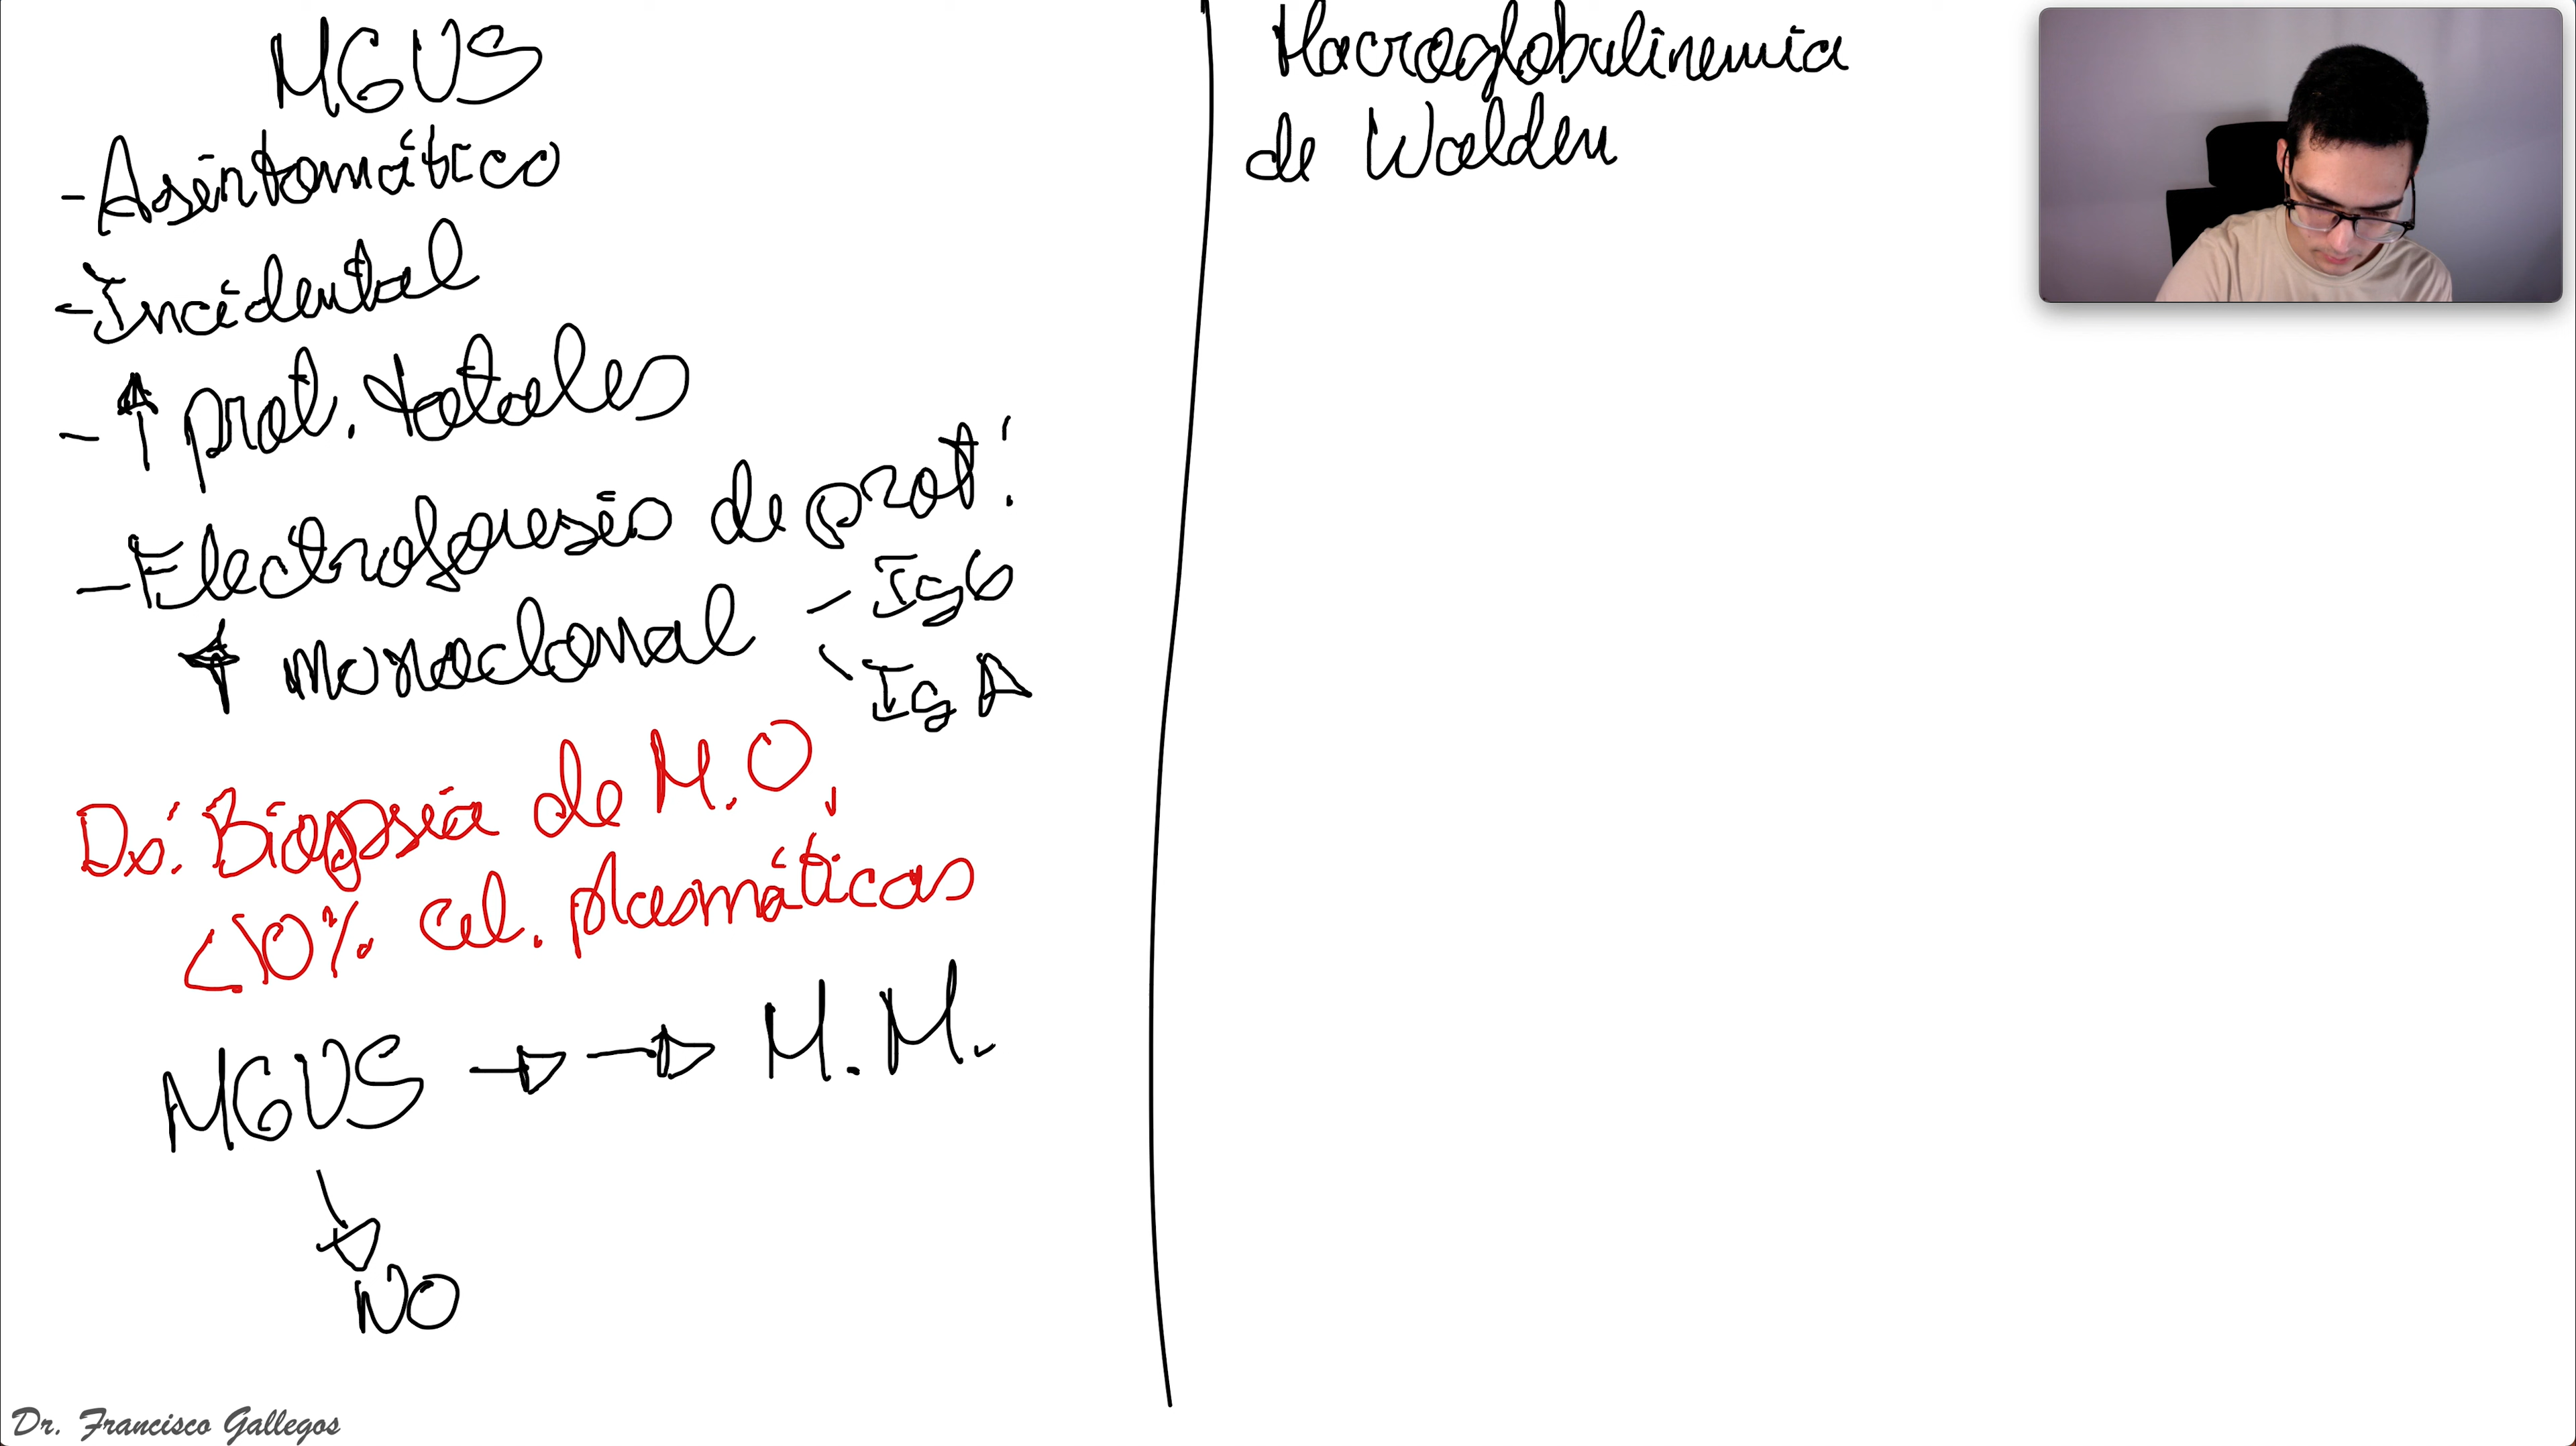 MGUS
- Asintomático
- Incidental
- ↑ prot. totales
- Electroforesis de prot:
↑ monoclonal - IgG
- IgA
Dx: Biopsia de M.O.
<10% cel. plasmáticas
MGUS → → M.M.
NO
Macroglobulinemia
de Walden
Dr. Francisco Gallegos